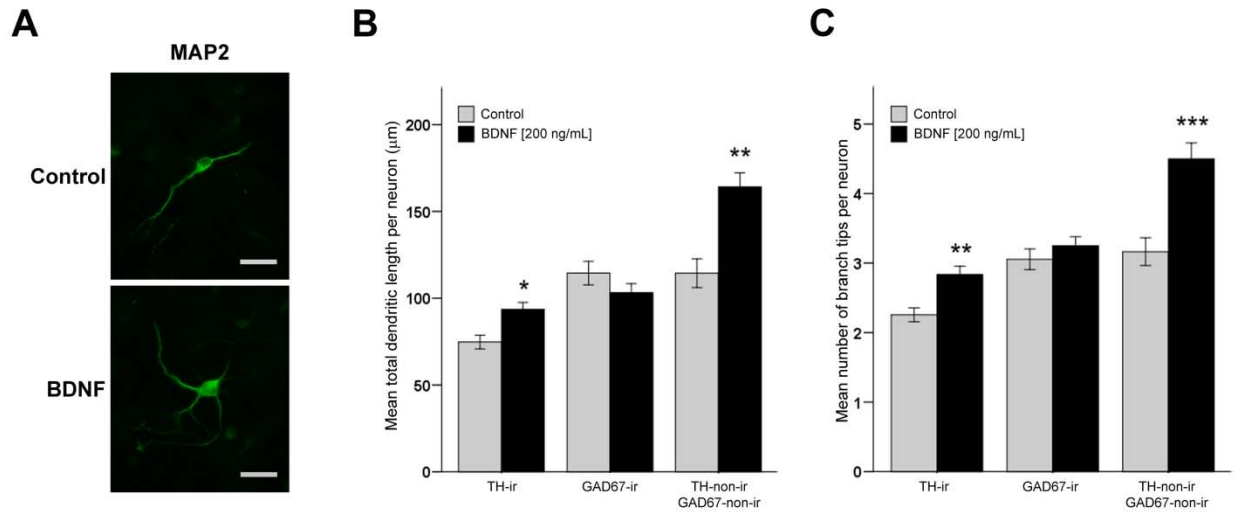 A
MAP2
Control
BDNF
B
Mean total dendritic length per neuron (μm)
Control
BDNF [200 ng/mL]
200
150
100
50
0
*
**
TH-ir
GAD67-ir
TH-non-ir
GAD67-non-ir
C
Mean number of branch tips per neuron
Control
BDNF [200 ng/mL]
5
4
3
2
1
0
**
***
TH-ir
GAD67-ir
TH-non-ir
GAD67-non-ir